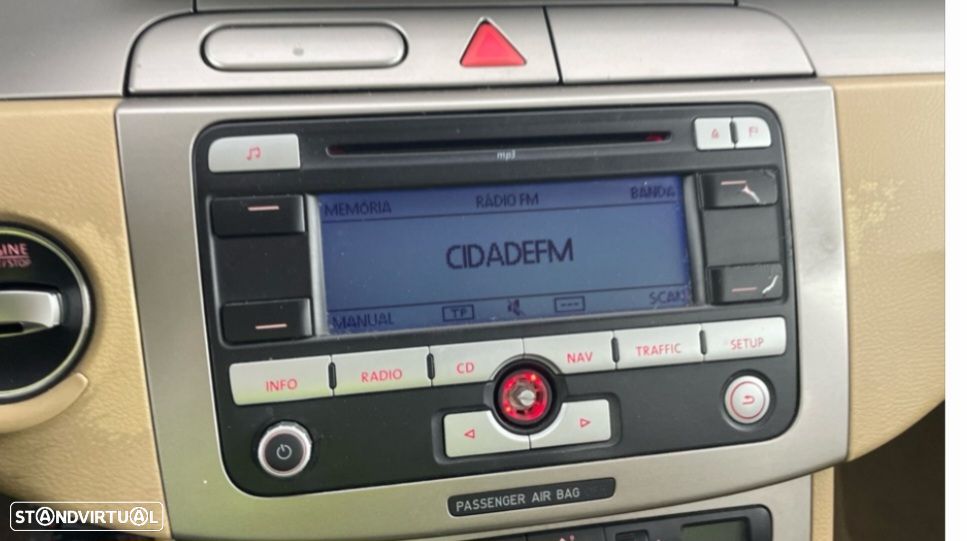 mp3
MEMÓRIA RÁDIO FM BANDA
CIDADEFM
MANUAL TP --- SCAN
INFO RADIO CD NAV TRAFFIC SETUP
STOP
PASSENGER AIR BAG
STANDVIRTUAL